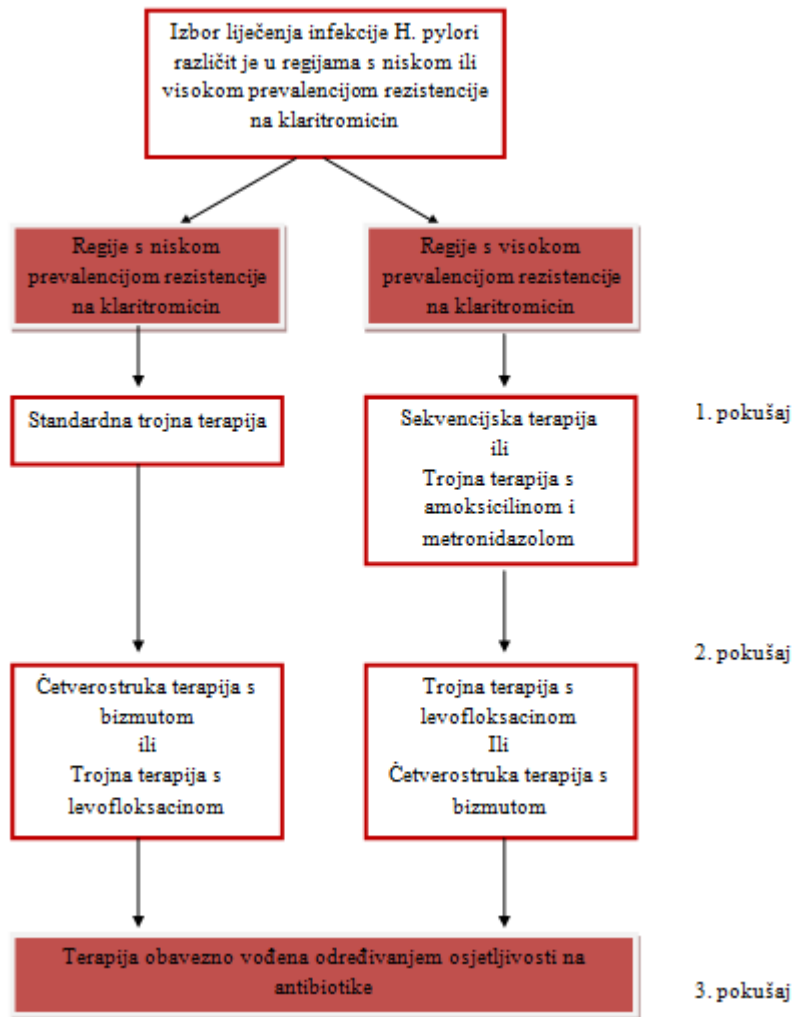 Izbor liječenja infekcije H. pylori
različit je u regijama s niskom ili
visokom prevalencijom rezistencije
na klaritromicin
Regije s niskom
prevalencijom rezistencije
na klaritromicin
Regije s visokom
prevalencijom rezistencije
na klaritromicin
Standardna trojna terapija
Sekvencijska terapija
ili
Trojna terapija s
amoksicilinom i
metronidazolom
1. pokušaj
Četverostruka terapija s
bizmutom
ili
Trojna terapija s
levofloksacinom
Trojna terapija s
levofloksacinom
Ili
Četverostruka terapija s
bizmutom
2. pokušaj
Terapija obavezno vođena određivanjem osjetljivosti na
antibiotike
3. pokušaj